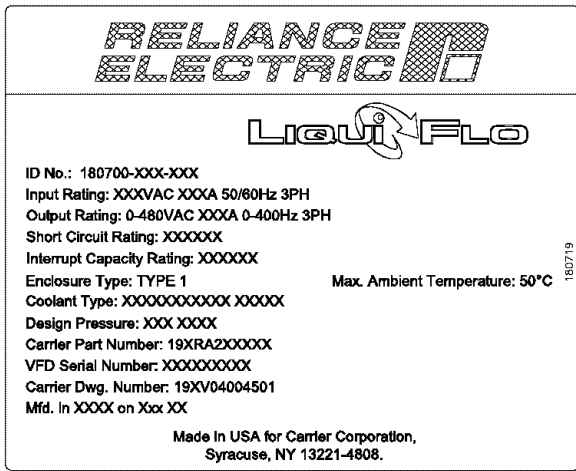 RELIANCE
ELECTRIC
LIQUIFLO
ID No.: 180700-XXX-XXX
Input Rating: XXXVAC XXXA 50/60Hz 3PH
Output Rating: 0-480VAC XXXA 0-400Hz 3PH
Short Circuit Rating: XXXXXX
Interrupt Capacity Rating: XXXXXX
Enclosure Type: TYPE 1 Max. Ambient Temperature: 50°C
Coolant Type: XXXXXXXXXXX XXXXX
Design Pressure: XXX XXXX
Carrier Part Number: 19XRA2XXXXX
VFD Serial Number: XXXXXXXXX
Carrier Dwg. Number: 19XV04004501
Mfd. In XXXX on Xxx XX
Made In USA for Carrier Corporation,
Syracuse, NY 13221-4808.
180719